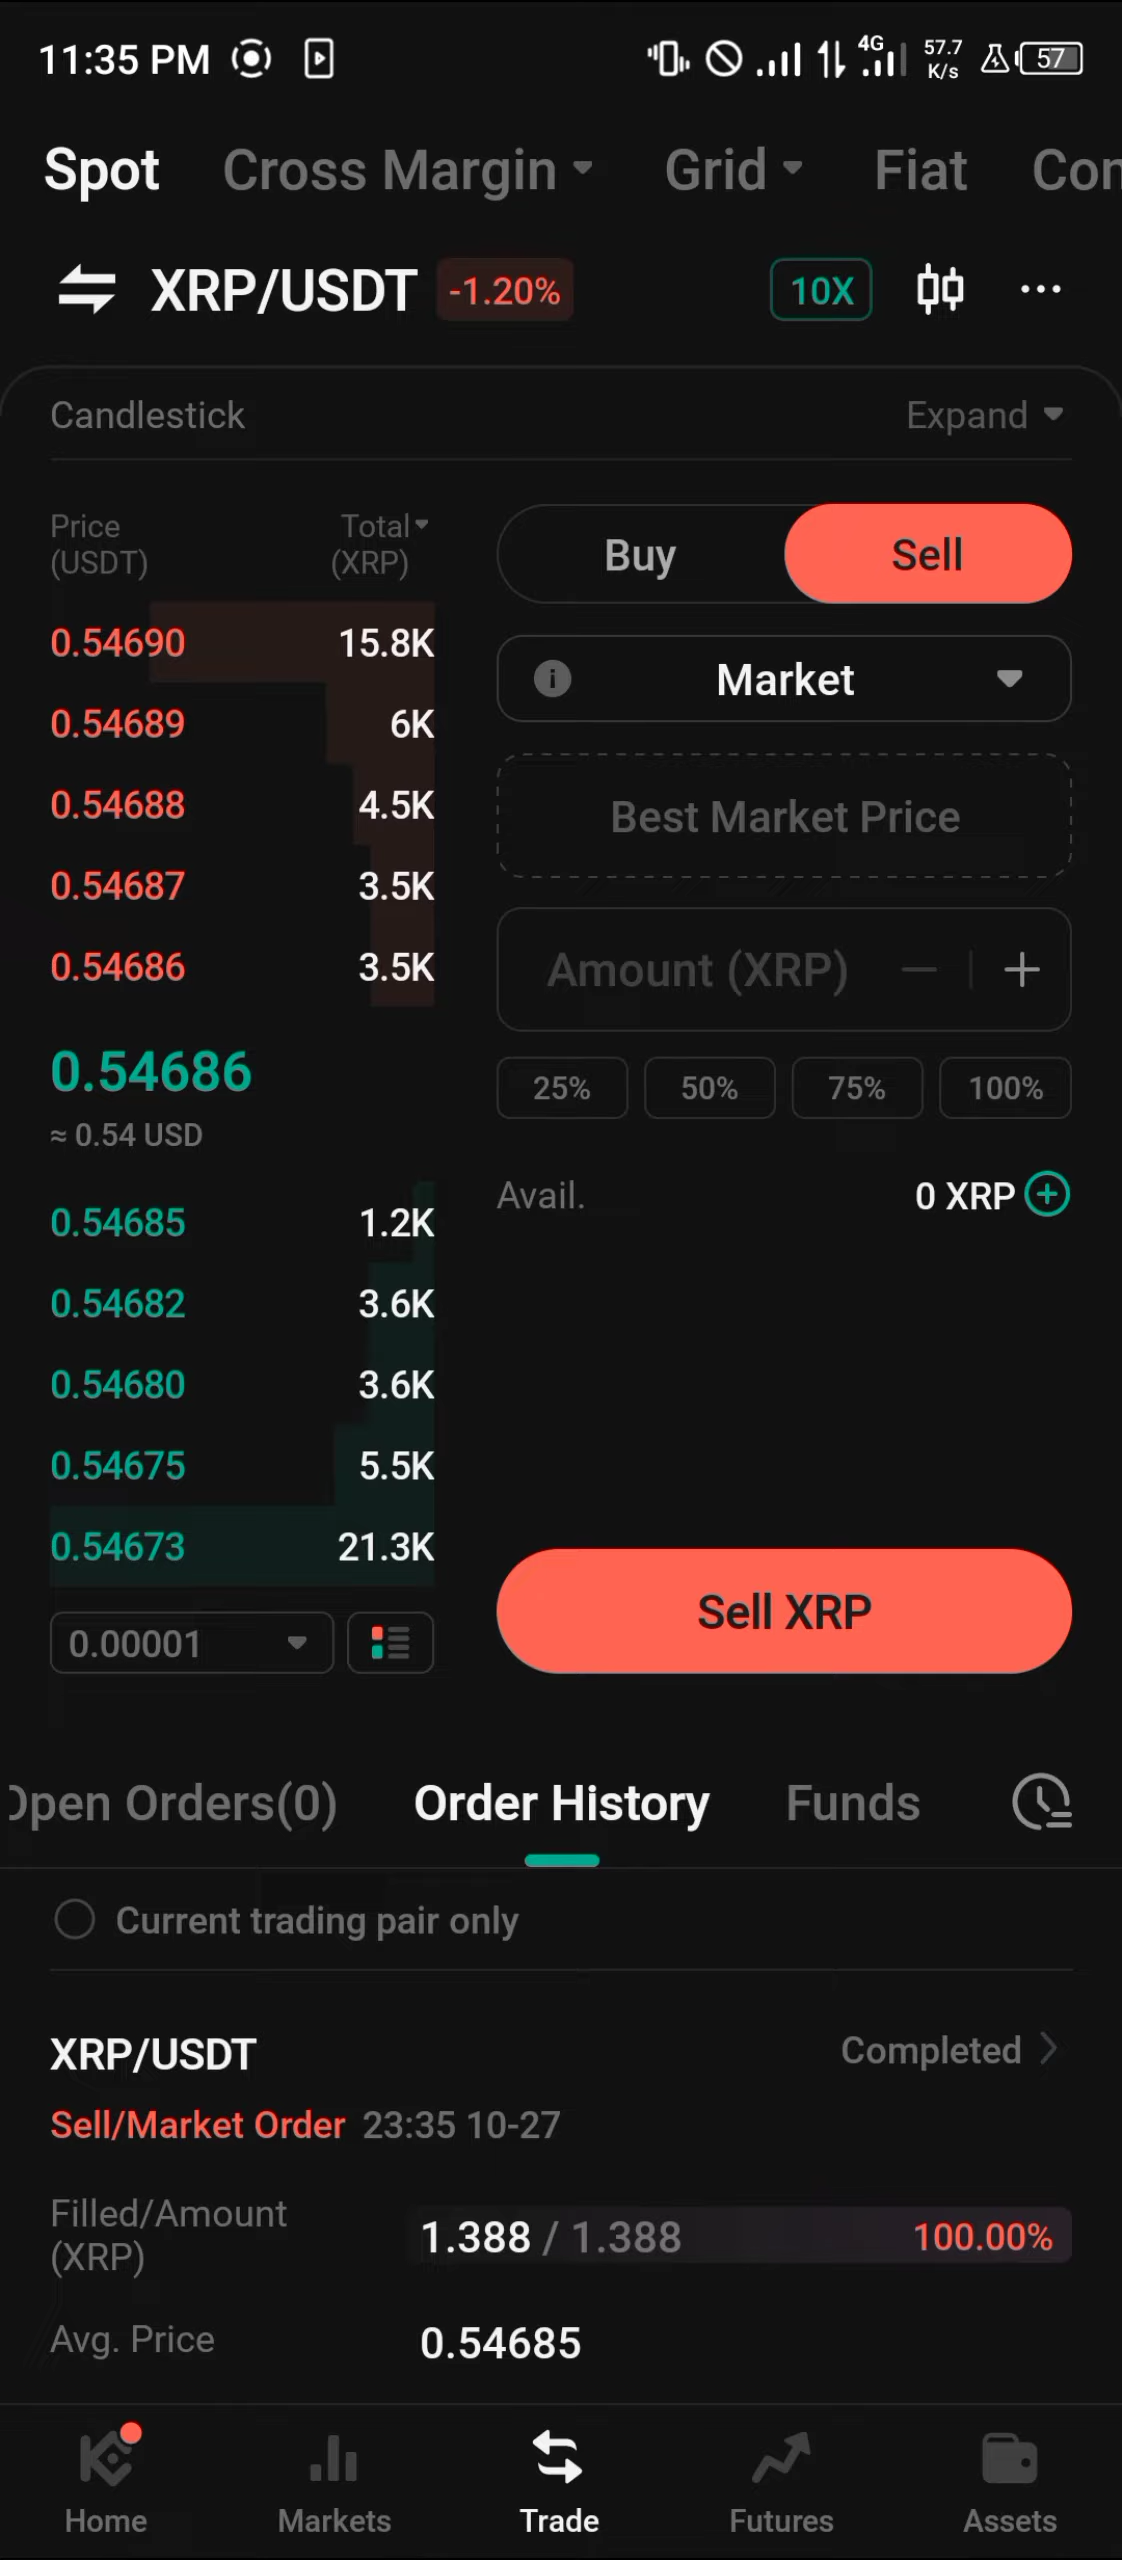 11:35 PM
4G
57.7
K/s
57
Spot Cross Margin Grid Fiat
XRP/USDT -1.20% 10X
Candlestick Expand
Price Total
(USDT) (XRP)
Buy Sell
0.54690 15.8K
Market
0.54689 6K
0.54688 4.5K
Best Market Price
0.54687 3.5K
0.54686 3.5K
Amount (XRP)
0.54686
25% 50% 75% 100%
≈ 0.54 USD
Avail. 0 XRP
0.54685 1.2K
0.54682 3.6K
0.54680 3.6K
0.54675 5.5K
0.54673 21.3K
Sell XRP
0.00001
Open Orders(0) Order History Funds
Current trading pair only
XRP/USDT Completed
Sell/Market Order 23:35 10-27
Filled/Amount
(XRP)
1.388 / 1.388 100.00%
Avg. Price 0.54685
Home Markets Trade Futures Assets